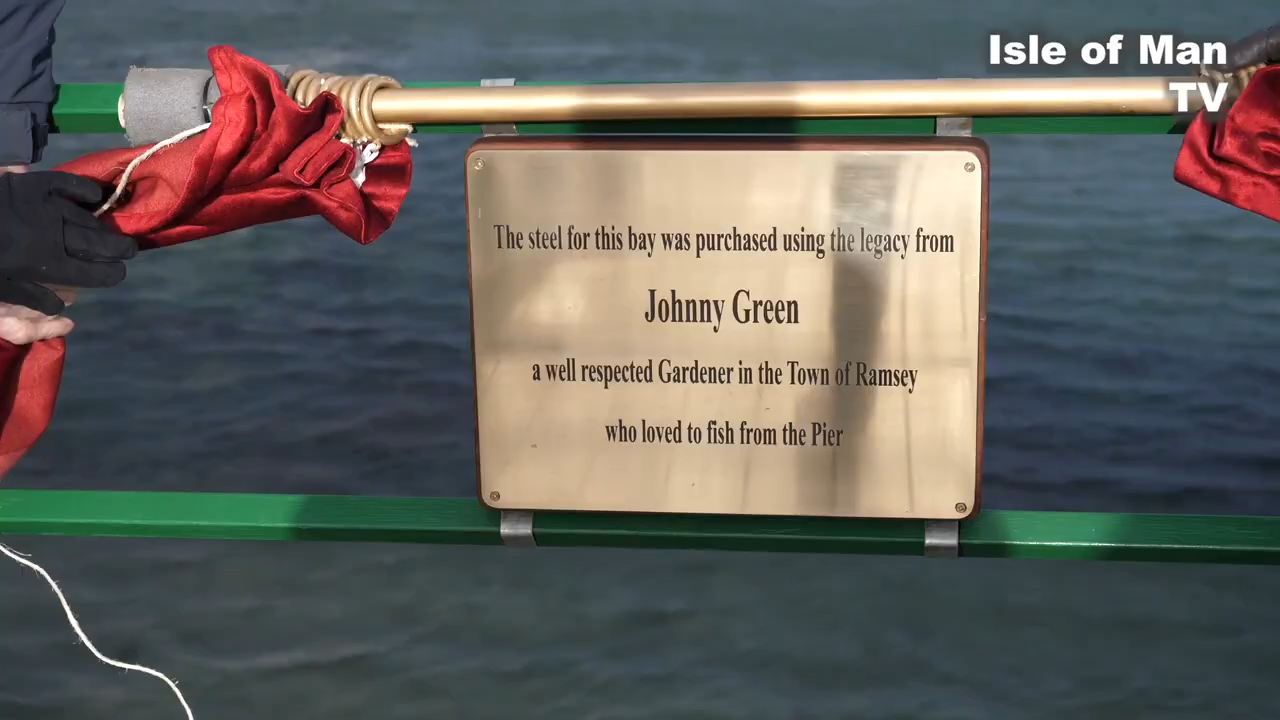 Isle of Man
TV
The steel for this bay was purchased using the legacy from
Johnny Green
a well respected Gardener in the Town of Ramsey
who loved to fish from the Pier